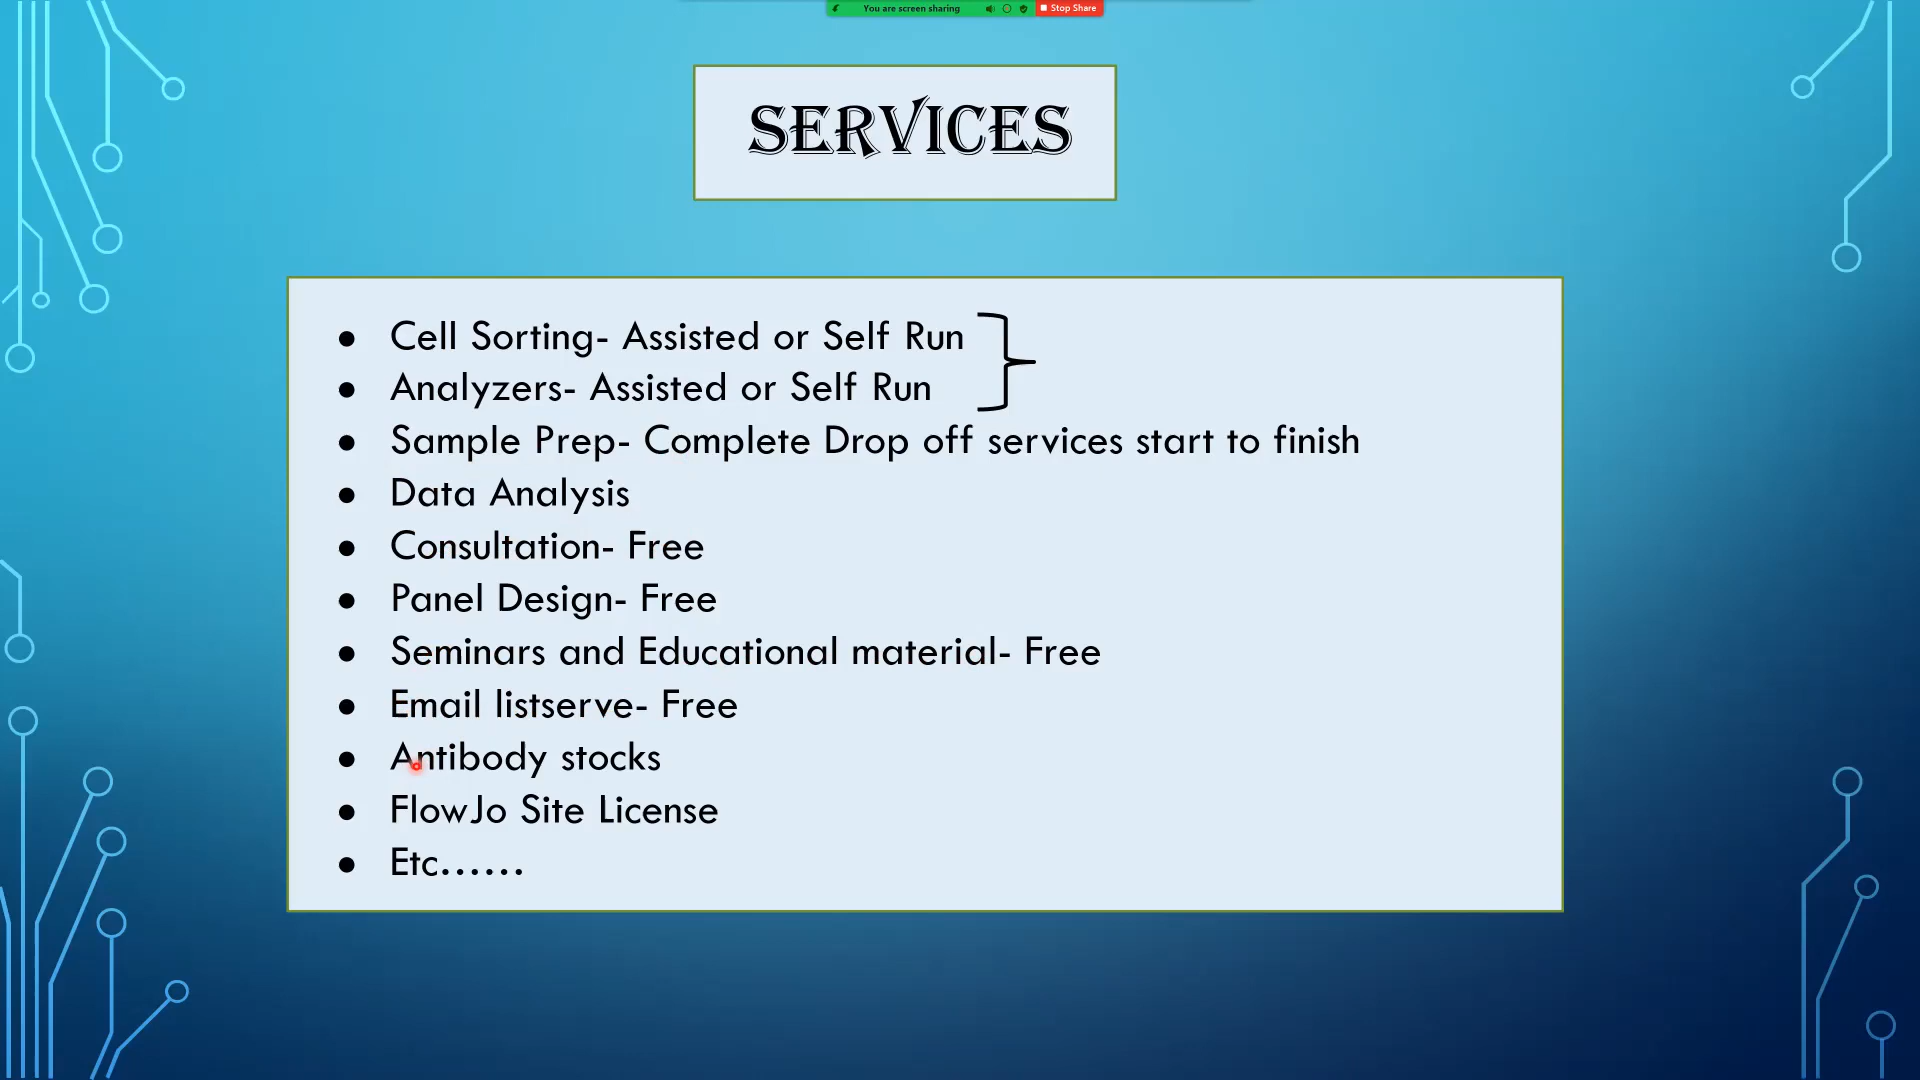 You are screen sharing
Stop Share
SERVICES
● Cell Sorting- Assisted or Self Run
● Analyzers- Assisted or Self Run
● Sample Prep- Complete Drop off services start to finish
● Data Analysis
● Consultation- Free
● Panel Design- Free
● Seminars and Educational material- Free
● Email listserve- Free
● Antibody stocks
● FlowJo Site License
● Etc......